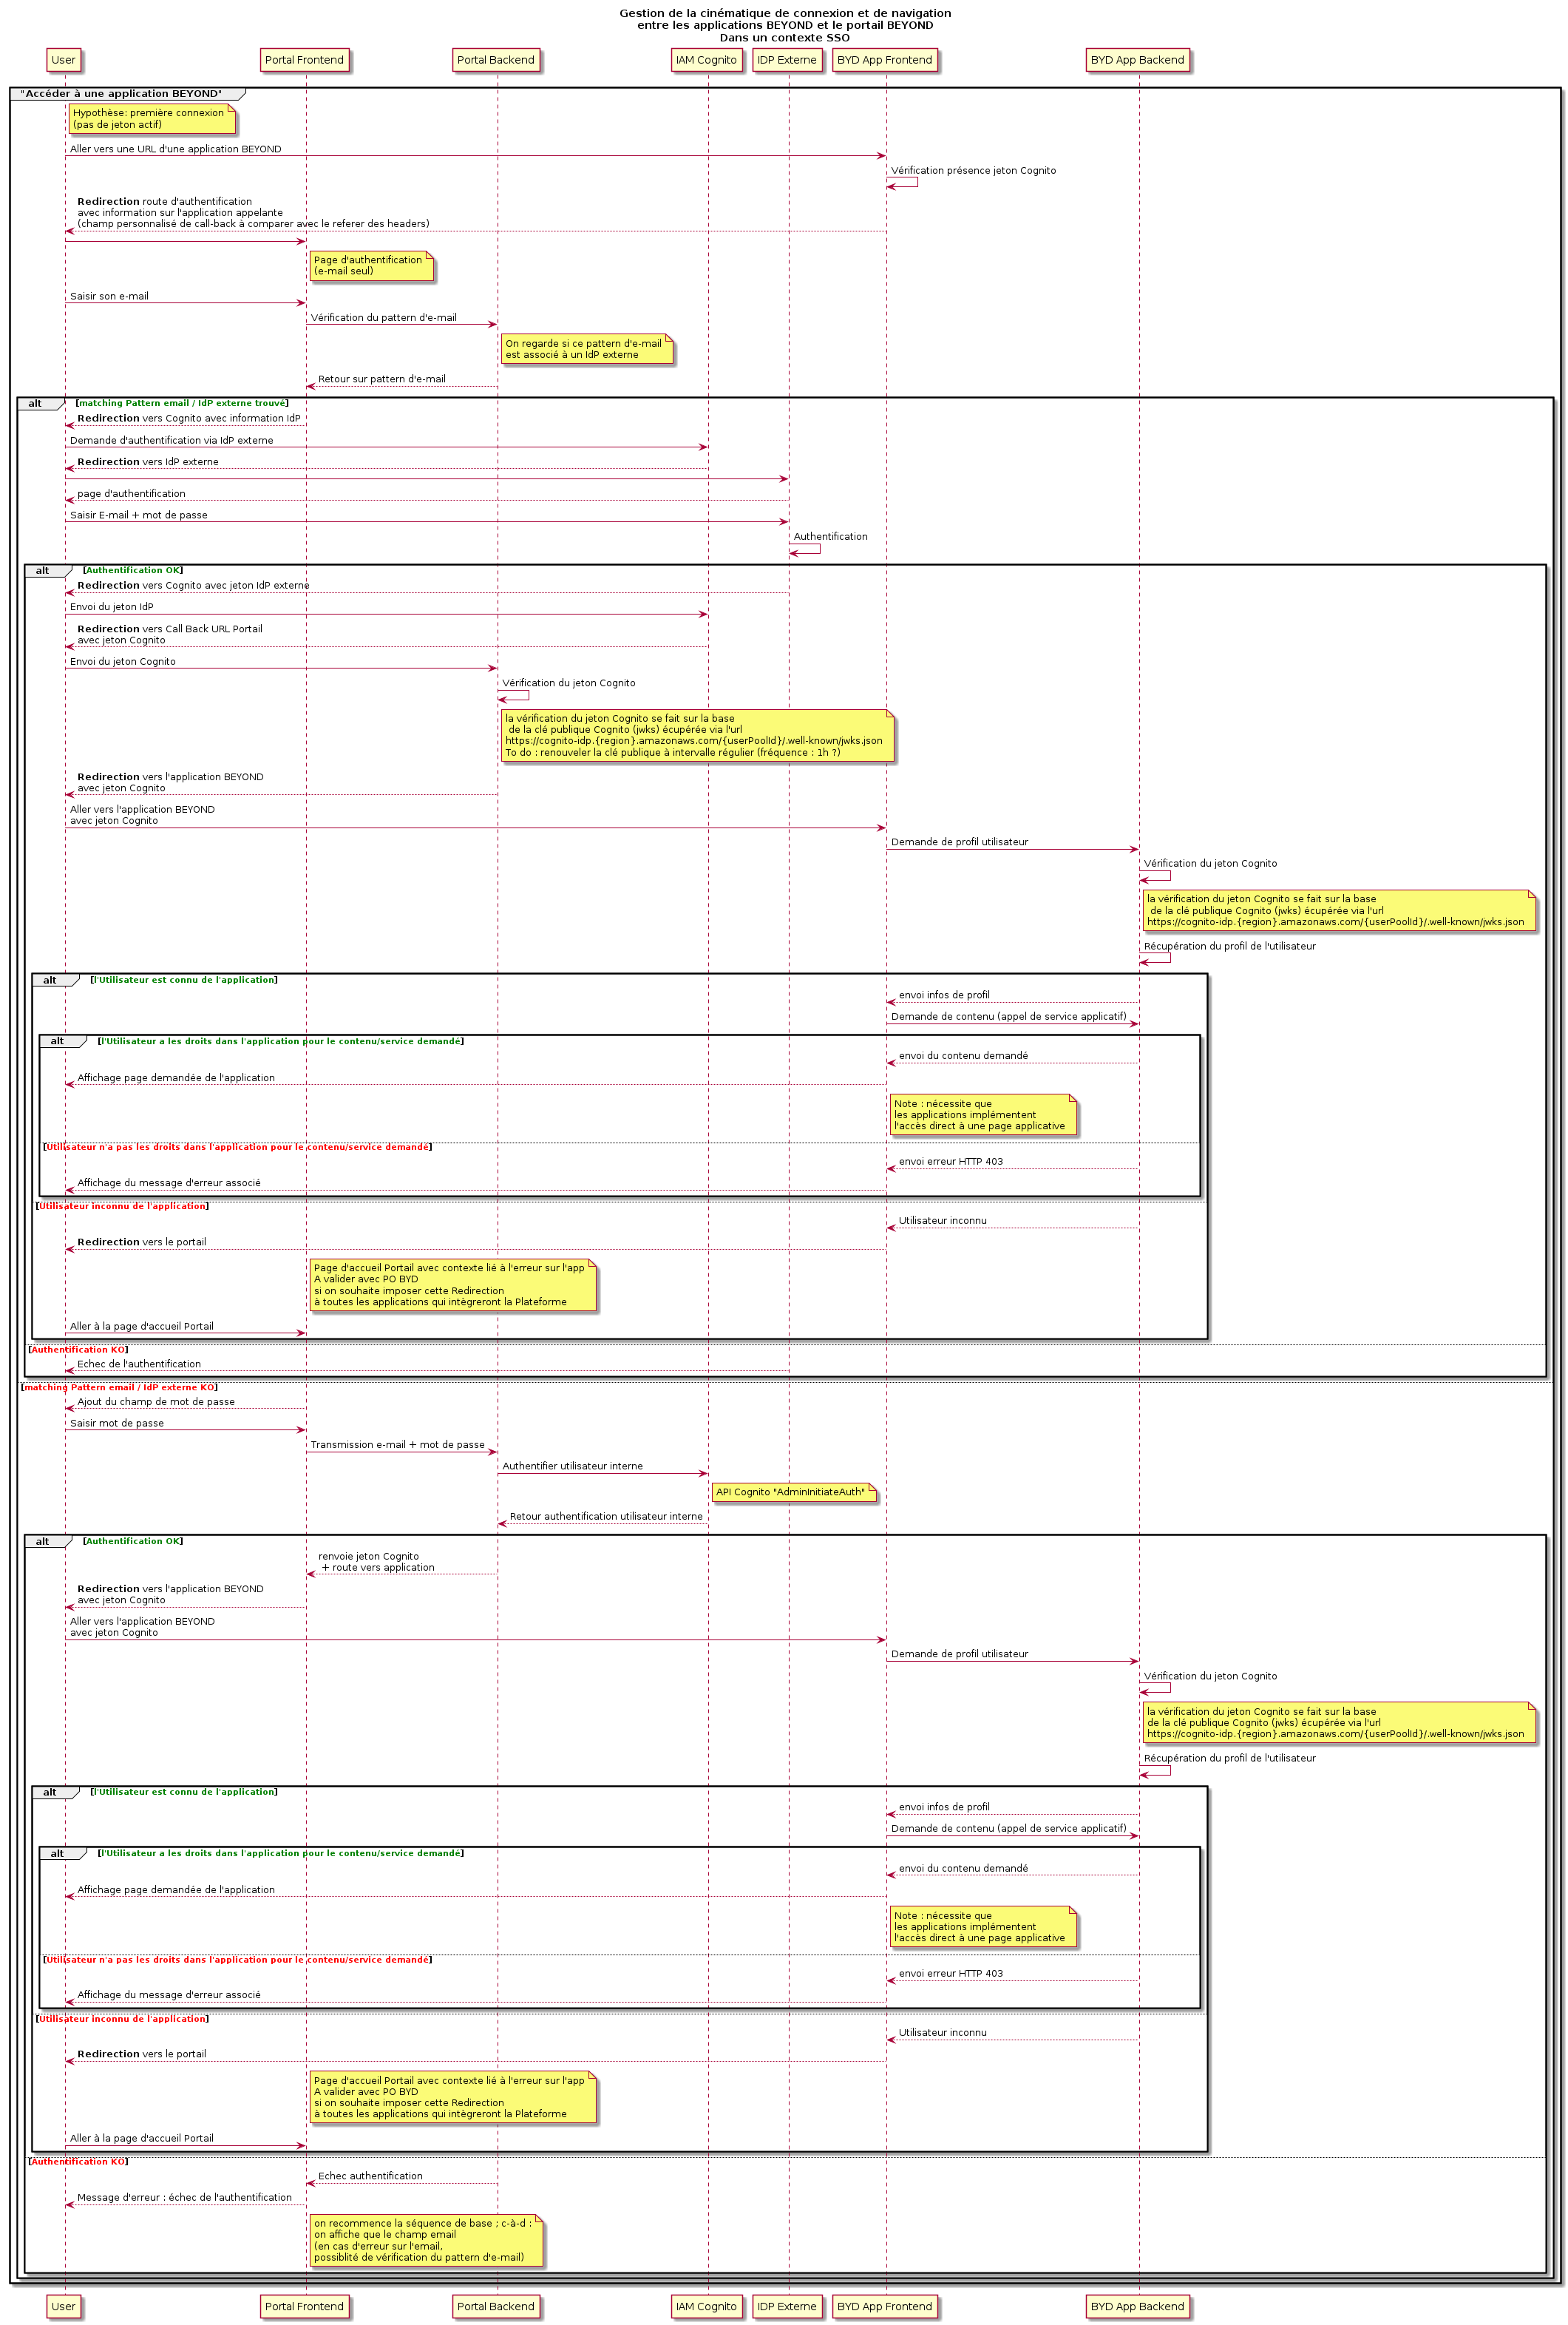 Gestion de la cinématique de connexion et de navigation
entre les applications BEYOND et le portail BEYOND
Dans un contexte SSO
User
Portal Frontend
Portal Backend
IAM Cognito
IDP Externe
BYD App Frontend
BYD App Backend
"Accéder à une application BEYOND"
Hypothèse: première connexion
(pas de jeton actif)
Aller vers une URL d'une application BEYOND
Vérification présence jeton Cognito
Redirection route d'authentification
avec information sur l'application appelante
(champ personnalisé de call-back à comparer avec le referer des headers)
Page d'authentification
(e-mail seul)
Saisir son e-mail
Vérification du pattern d'e-mail
On regarde si ce pattern d'e-mail
est associé à un IdP externe
Retour sur pattern d'e-mail
alt
[matching Pattern email / IdP externe trouvé]
Redirection vers Cognito avec information IdP
Demande d'authentification via IdP externe
Redirection vers IdP externe
page d'authentification
Saisir E-mail + mot de passe
Authentification
alt
[Authentification OK]
Redirection vers Cognito avec jeton IdP externe
Envoi du jeton IdP
Redirection vers Call Back URL Portail
avec jeton Cognito
Envoi du jeton Cognito
Vérification du jeton Cognito
la vérification du jeton Cognito se fait sur la base
de la clé publique Cognito (jwks) écupérée via l'url
https://cognito-idp.{region}.amazonaws.com/{userPoolId}/.well-known/jwks.json
To do : renouveler la clé publique à intervalle régulier (fréquence : 1h ?)
Redirection vers l'application BEYOND
avec jeton Cognito
Aller vers l'application BEYOND
avec jeton Cognito
Demande de profil utilisateur
Vérification du jeton Cognito
la vérification du jeton Cognito se fait sur la base
de la clé publique Cognito (jwks) écupérée via l'url
https://cognito-idp.{region}.amazonaws.com/{userPoolId}/.well-known/jwks.json
Récupération du profil de l'utilisateur
alt
[l'Utilisateur est connu de l'application]
envoi infos de profil
Demande de contenu (appel de service applicatif)
alt
[l'Utilisateur a les droits dans l'application pour le contenu/service demandé]
envoi du contenu demandé
Affichage page demandée de l'application
Note : nécessite que
les applications implémentent
l'accès direct à une page applicative
[Utilisateur n'a pas les droits dans l'application pour le contenu/service demandé]
envoi erreur HTTP 403
Affichage du message d'erreur associé
[Utilisateur inconnu de l'application]
Utilisateur inconnu
Redirection vers le portail
Page d'accueil Portail avec contexte lié à l'erreur sur l'app
A valider avec PO BYD
si on souhaite imposer cette Redirection
à toutes les applications qui intègreront la Plateforme
Aller à la page d'accueil Portail
[Authentification KO]
Echec de l'authentification
[matching Pattern email / IdP externe KO]
Ajout du champ de mot de passe
Saisir mot de passe
Transmission e-mail + mot de passe
Authentifier utilisateur interne
API Cognito "AdminInitiateAuth"
Retour authentification utilisateur interne
alt
[Authentification OK]
renvoie jeton Cognito
+ route vers application
Redirection vers l'application BEYOND
avec jeton Cognito
Aller vers l'application BEYOND
avec jeton Cognito
Demande de profil utilisateur
Vérification du jeton Cognito
la vérification du jeton Cognito se fait sur la base
de la clé publique Cognito (jwks) écupérée via l'url
https://cognito-idp.{region}.amazonaws.com/{userPoolId}/.well-known/jwks.json
Récupération du profil de l'utilisateur
alt
[l'Utilisateur est connu de l'application]
envoi infos de profil
Demande de contenu (appel de service applicatif)
alt
[l'Utilisateur a les droits dans l'application pour le contenu/service demandé]
envoi du contenu demandé
Affichage page demandée de l'application
Note : nécessite que
les applications implémentent
l'accès direct à une page applicative
[Utilisateur n'a pas les droits dans l'application pour le contenu/service demandé]
envoi erreur HTTP 403
Affichage du message d'erreur associé
[Utilisateur inconnu de l'application]
Utilisateur inconnu
Redirection vers le portail
Page d'accueil Portail avec contexte lié à l'erreur sur l'app
A valider avec PO BYD
si on souhaite imposer cette Redirection
à toutes les applications qui intègreront la Plateforme
Aller à la page d'accueil Portail
[Authentification KO]
Echec authentification
Message d'erreur : échec de l'authentification
on recommence la séquence de base ; c-à-d :
on affiche que le champ email
(en cas d'erreur sur l'email,
possiblité de vérification du pattern d'e-mail)
User
Portal Frontend
Portal Backend
IAM Cognito
IDP Externe
BYD App Frontend
BYD App Backend